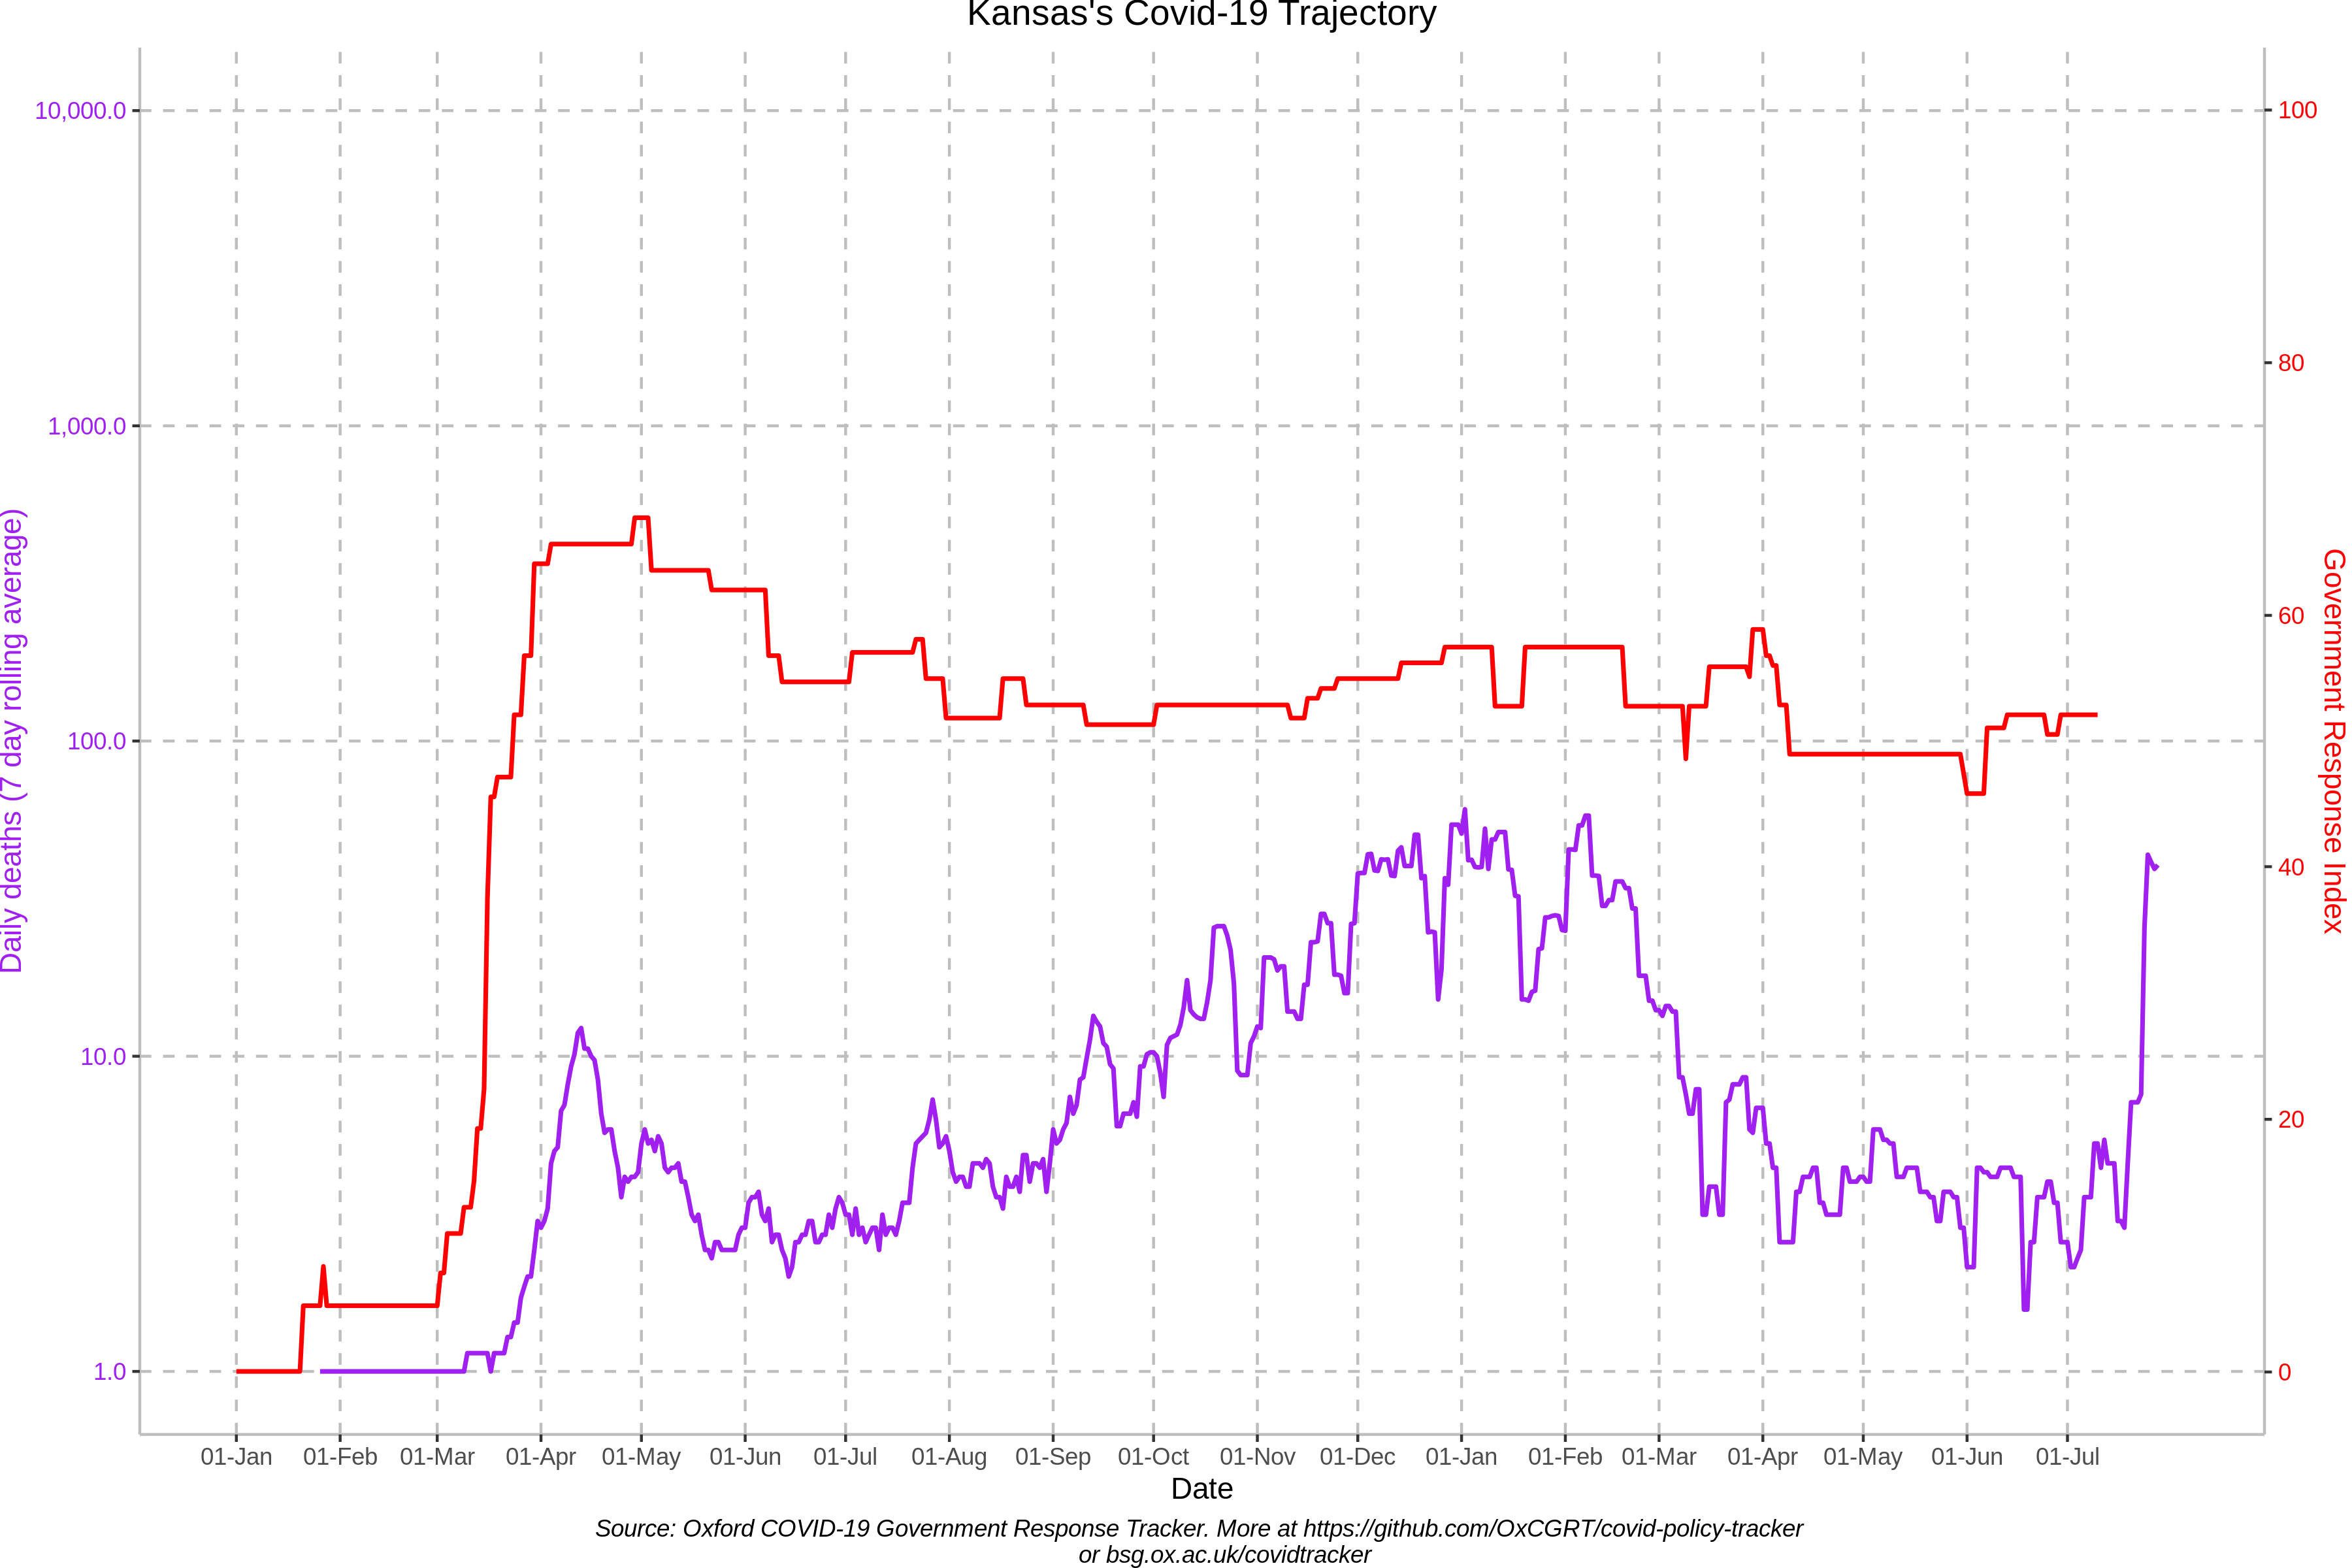 Kansas's Covid-19 Trajectory
10,000.0
1,000.0
100.0
10.0
1.0
Daily deaths (7 day rolling average)
100
80
60
40
20
0
Government Response Index
01-Jan 01-Feb 01-Mar 01-Apr 01-May 01-Jun 01-Jul 01-Aug 01-Sep 01-Oct 01-Nov 01-Dec 01-Jan 01-Feb 01-Mar 01-Apr 01-May 01-Jun 01-Jul
Date
Source: Oxford COVID-19 Government Response Tracker. More at https://github.com/OxCGRT/covid-policy-tracker
or bsg.ox.ac.uk/covidtracker